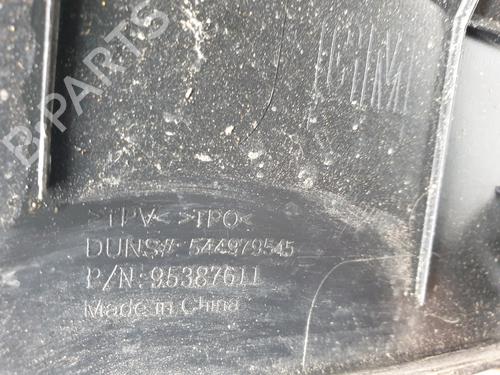 B-PARTS
GM
>TPV< >TPO<
DUNS# 544979545
P/N: 95387611
Made in China